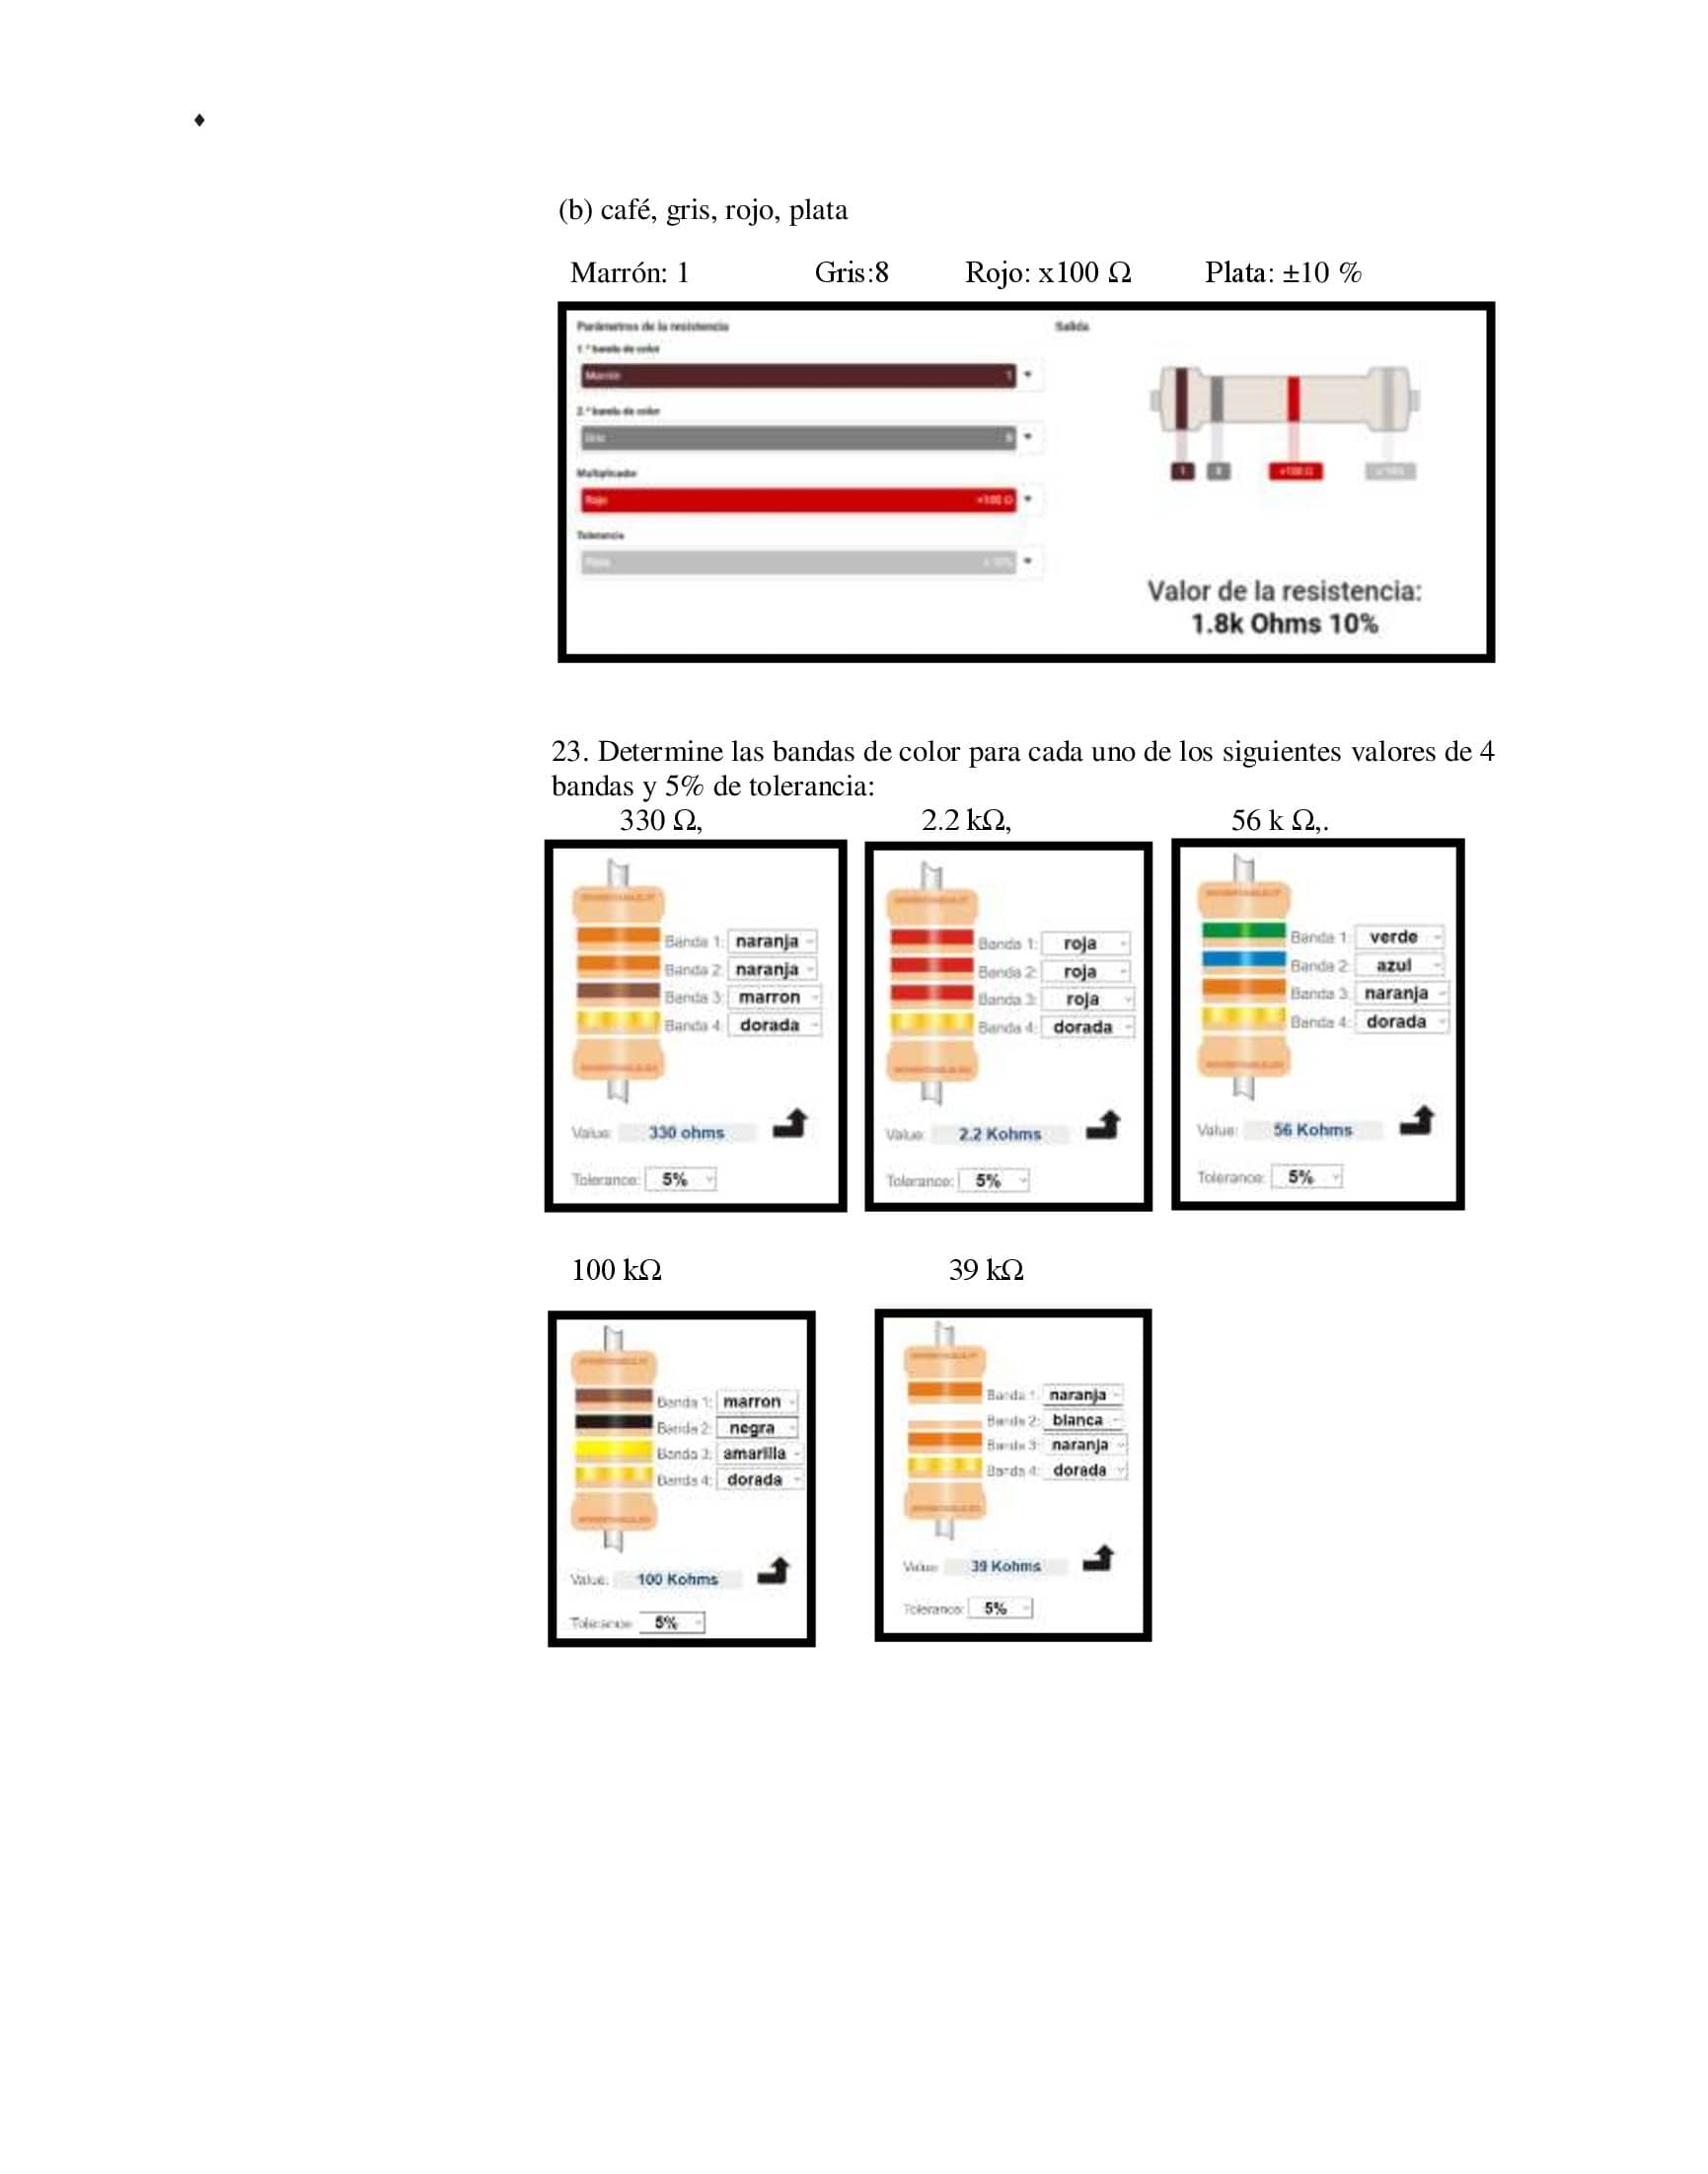 (b) café, gris, rojo, plata
Marrón: 1 Gris:8 Rojo: x100 Ω Plata: ±10 %
Parámetros de la resistencia Salida
1.ª banda de color
Marrón 1
2.ª banda de color
Gris 8
Multiplicador
Rojo ×100 Ω
1 8 ×100 Ω
Tolerancia
Plata ± 10%
Valor de la resistencia:
1.8k Ohms 10%
23. Determine las bandas de color para cada uno de los siguientes valores de 4
bandas y 5% de tolerancia:
330 Ω, 2.2 kΩ, 56 k Ω,.
Banda 1: naranja
Banda 2: naranja
Banda 3: marron
Banda 4: dorada
Value: 330 ohms
Tolerance: 5%
Banda 1: roja
Banda 2: roja
Banda 3: roja
Banda 4: dorada
Value: 2.2 Kohms
Tolerance: 5%
Banda 1: verde
Banda 2: azul
Banda 3: naranja
Banda 4: dorada
Value: 56 Kohms
Tolerance: 5%
100 kΩ 39 kΩ
Banda 1: marron
Banda 2: negra
Banda 3: amarilla
Banda 4: dorada
Value: 100 Kohms
Tolerance: 5%
Banda 1: naranja
Banda 2: blanca
Banda 3: naranja
Banda 4: dorada
Value: 39 Kohms
Tolerance: 5%